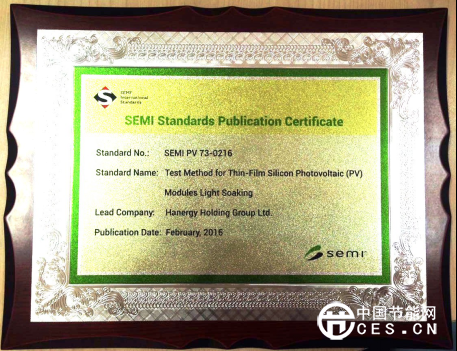 SEMI
International
Standards
SEMI Standards Publication Certificate
Standard No.: SEMI PV 73-0216
Standard Name: Test Method for Thin-Film Silicon Photovoltaic (PV)
Modules Light Soaking
Lead Company: Hanergy Holding Group Ltd.
Publication Date: February, 2016
semi
中国节能网
CES.CN